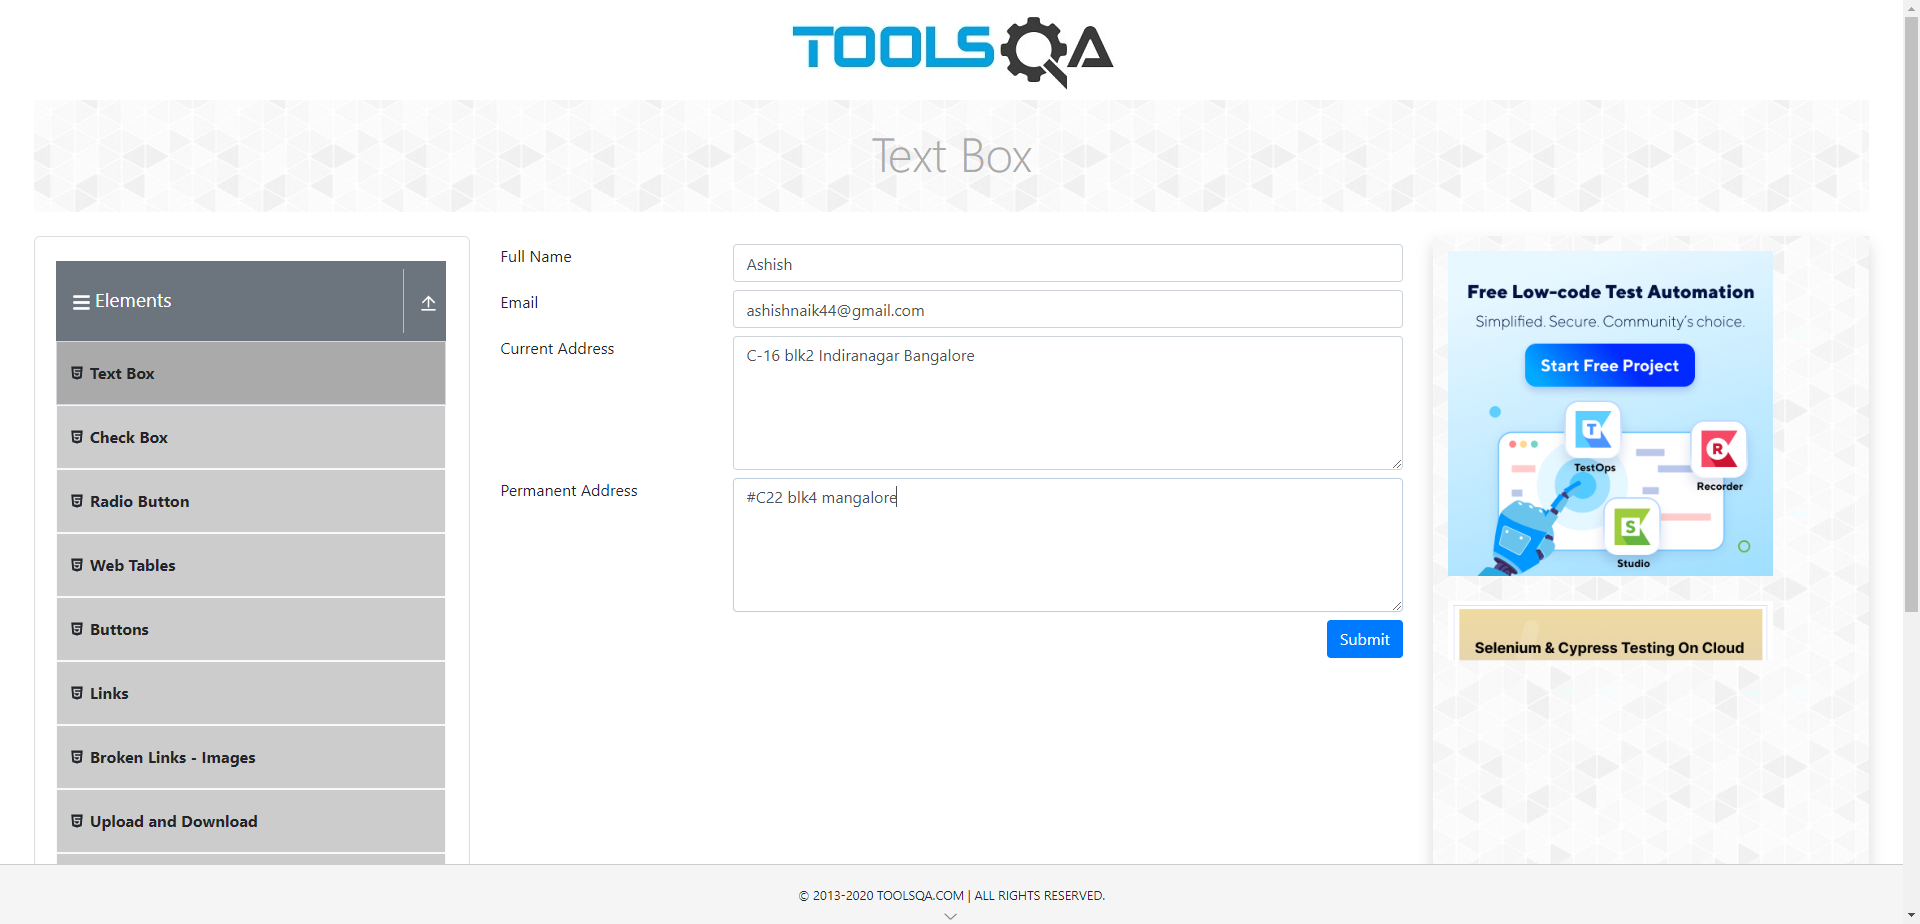 TOOLSQA
Text Box
Elements
Text Box
Check Box
Radio Button
Web Tables
Buttons
Links
Broken Links - Images
Upload and Download
Full Name
Ashish
Email
ashishnaik44@gmail.com
Current Address
C-16 blk2 Indiranagar Bangalore
Permanent Address
#C22 blk4 mangalore
Submit
Free Low-code Test Automation
Simplified. Secure. Community's choice.
Start Free Project
T
TestOps
R
Recorder
S
Studio
Selenium & Cypress Testing On Cloud
© 2013-2020 TOOLSQA.COM | ALL RIGHTS RESERVED.